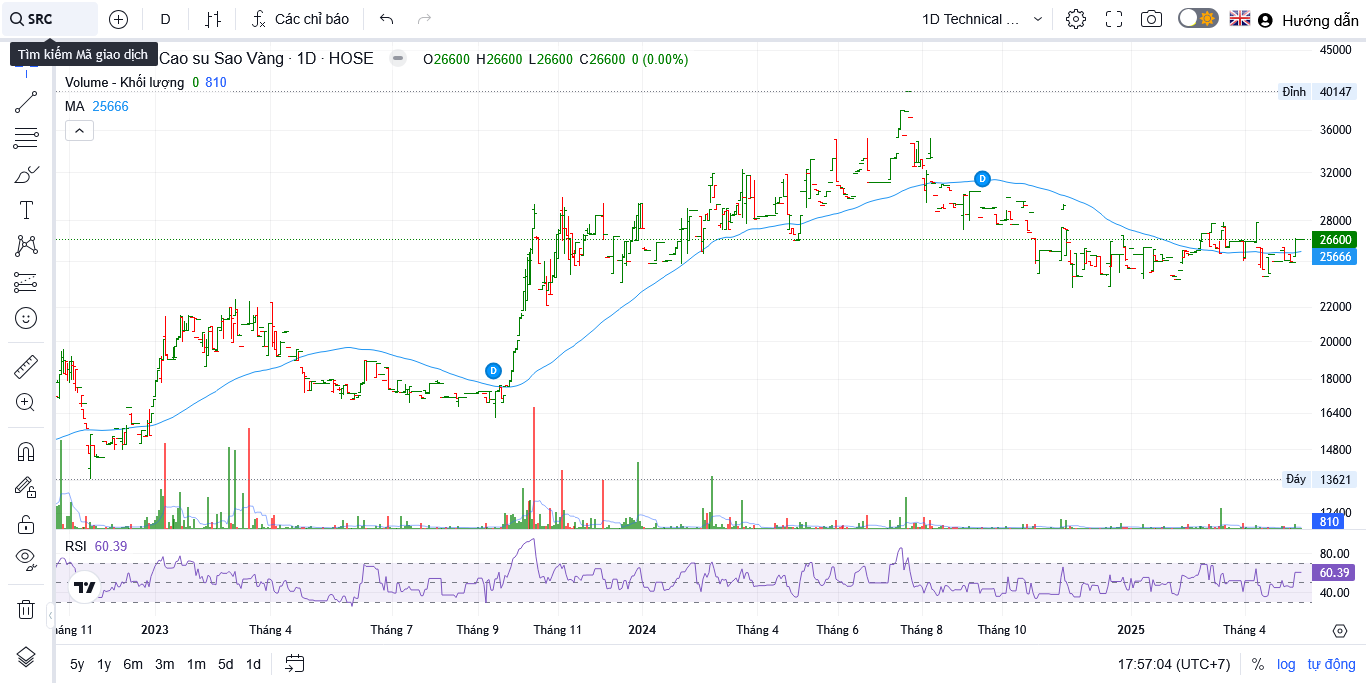 SRC
D
Các chỉ báo
1D Technical ...
Hướng dẫn
Tìm kiếm Mã giao dịch
Cao su Sao Vàng · 1D · HOSE
O26600 H26600 L26600 C26600 0 (0.00%)
Volume - Khối lượng 0 810
MA 25666
45000
Đỉnh 40147
36000
32000
28000
26600
25666
22000
20000
18000
16400
14800
Đáy 13621
12400
810
D
D
RSI 60.39
80.00
60.39
40.00
háng 11
2023
Tháng 4
Tháng 7
Tháng 9
Tháng 11
2024
Tháng 4
Tháng 6
Tháng 8
Tháng 10
2025
Tháng 4
5y 1y 6m 3m 1m 5d 1d
17:57:04 (UTC+7)
% log tự động